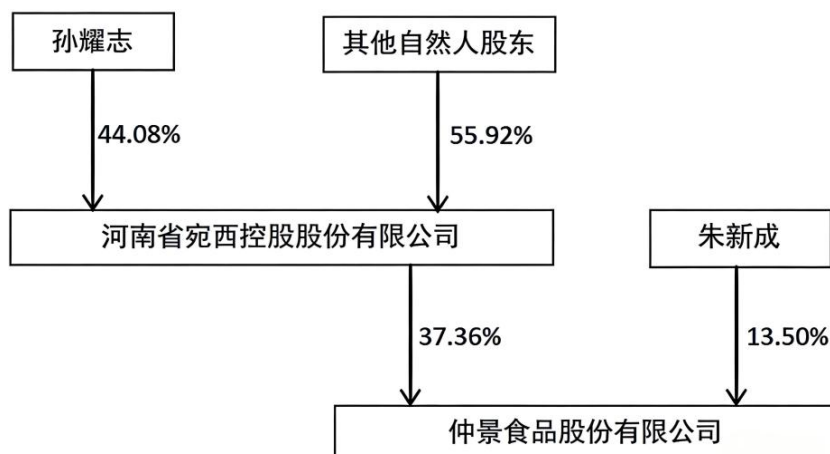 孙耀志
其他自然人股东
44.08%
55.92%
河南省宛西控股股份有限公司
朱新成
37.36%
13.50%
仲景食品股份有限公司